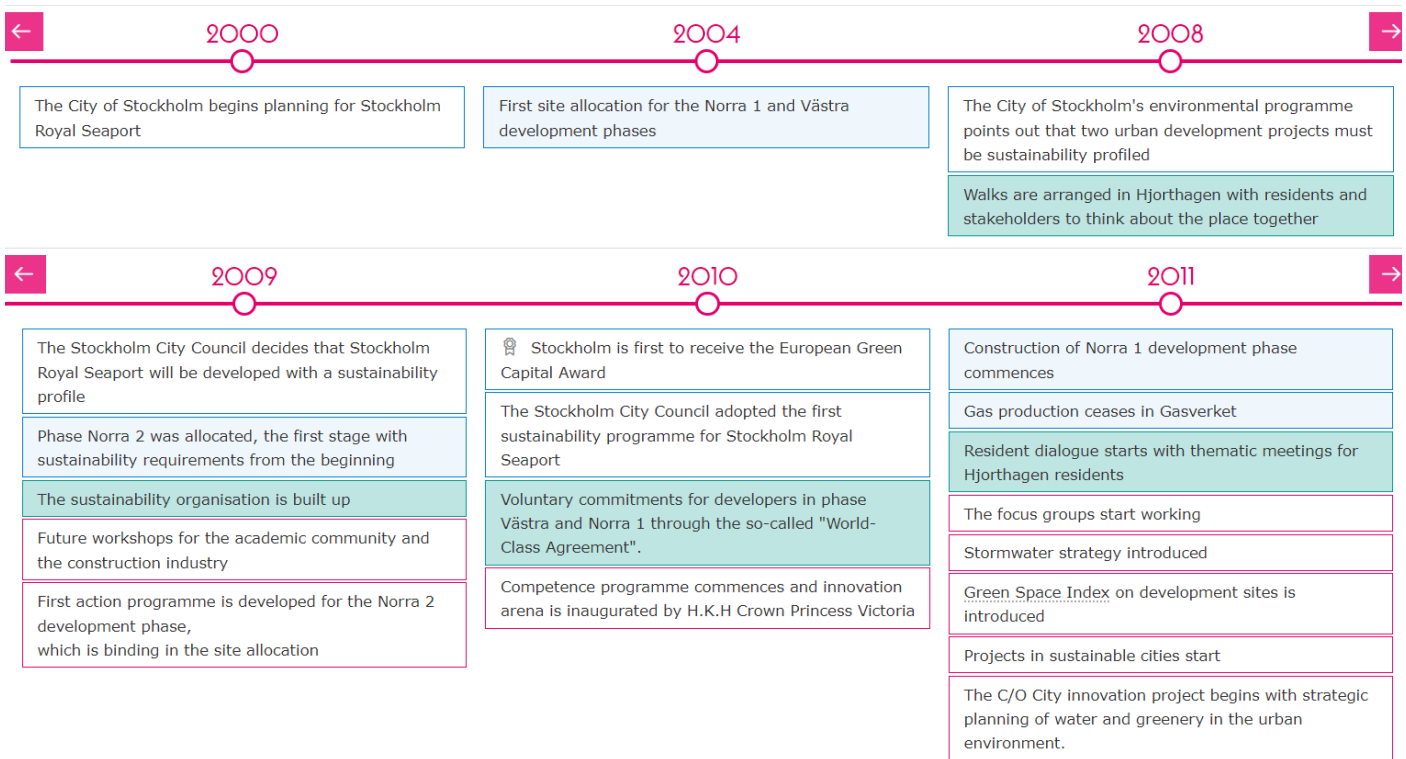 ←
2000
2004
2008
→
The City of Stockholm begins planning for Stockholm
Royal Seaport
First site allocation for the Norra 1 and Västra
development phases
The City of Stockholm's environmental programme
points out that two urban development projects must
be sustainability profiled
Walks are arranged in Hjorthagen with residents and
stakeholders to think about the place together
←
2009
2010
2011
→
The Stockholm City Council decides that Stockholm
Royal Seaport will be developed with a sustainability
profile
Phase Norra 2 was allocated, the first stage with
sustainability requirements from the beginning
The sustainability organisation is built up
Future workshops for the academic community and
the construction industry
First action programme is developed for the Norra 2
development phase,
which is binding in the site allocation
Stockholm is first to receive the European Green
Capital Award
The Stockholm City Council adopted the first
sustainability programme for Stockholm Royal
Seaport
Voluntary commitments for developers in phase
Västra and Norra 1 through the so-called "World-
Class Agreement".
Competence programme commences and innovation
arena is inaugurated by H.K.H Crown Princess Victoria
Construction of Norra 1 development phase
commences
Gas production ceases in Gasverket
Resident dialogue starts with thematic meetings for
Hjorthagen residents
The focus groups start working
Stormwater strategy introduced
Green Space Index on development sites is
introduced
Projects in sustainable cities start
The C/O City innovation project begins with strategic
planning of water and greenery in the urban
environment.